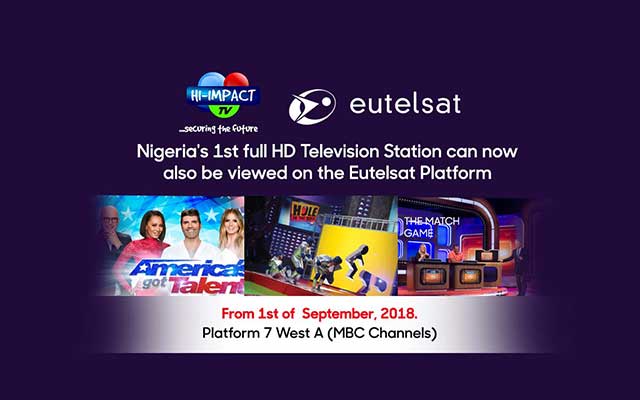 HI-IMPACT
TV
...securing the future
eutelsat
Nigeria's 1st full HD Television Station can now
also be viewed on the Eutelsat Platform
America's
got Talent
HOLE
THE MATCH
GAME
From 1st of September, 2018.
Platform 7 West A (MBC Channels)